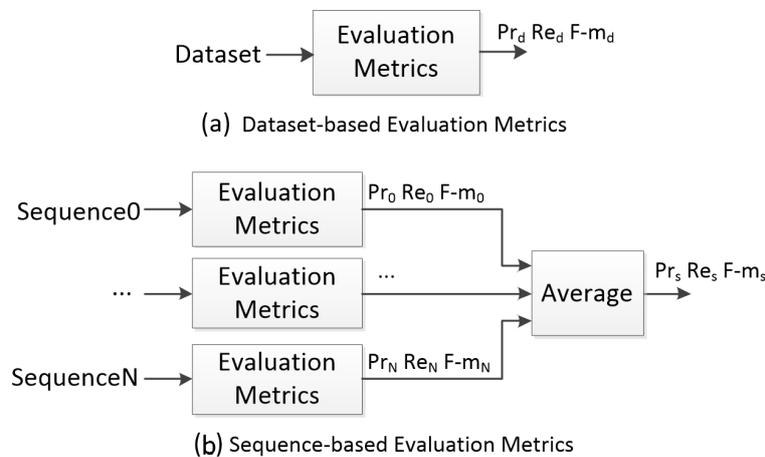 Dataset
Evaluation
Metrics
Pr_d Re_d F-m_d
(a) Dataset-based Evaluation Metrics
Sequence0
Evaluation
Metrics
Pr_0 Re_0 F-m_0
...
Evaluation
Metrics
...
Average
Pr_s Re_s F-m_s
SequenceN
Evaluation
Metrics
Pr_N Re_N F-m_N
(b) Sequence-based Evaluation Metrics